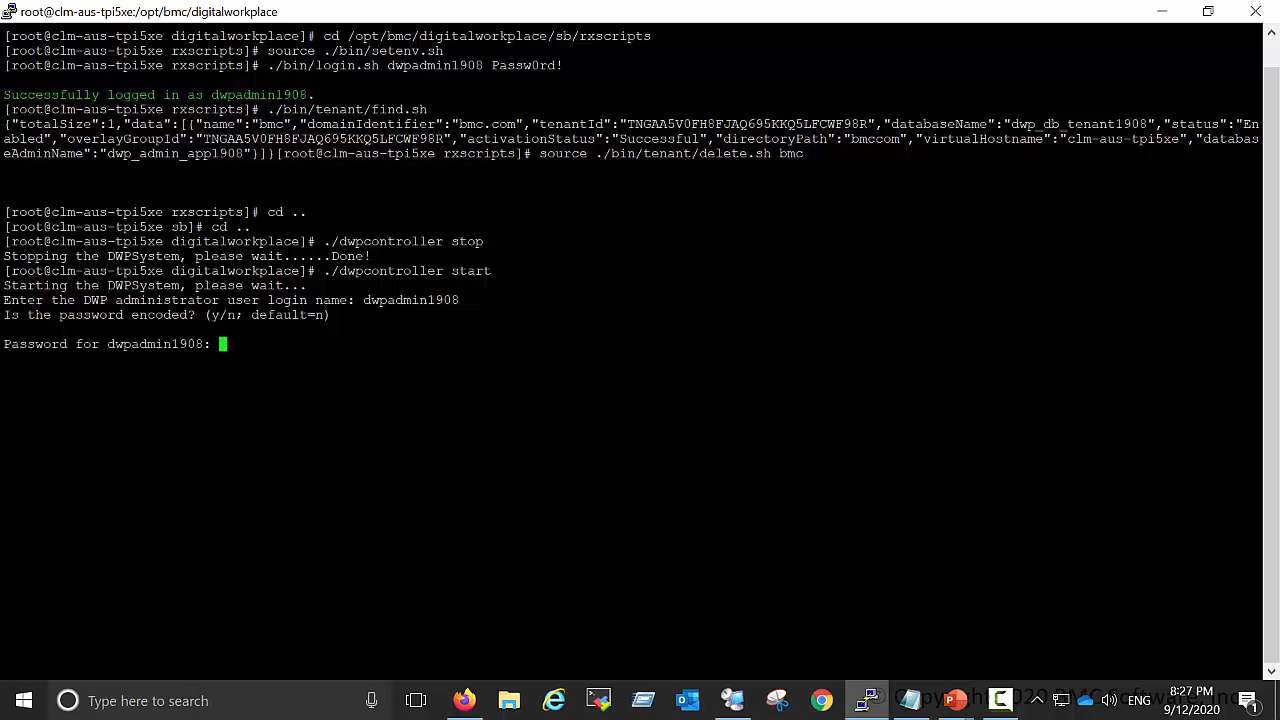 root@clm-aus-tpi5xe:/opt/bmc/digitalworkplace
[root@clm-aus-tpi5xe digitalworkplace]# cd /opt/bmc/digitalworkplace/sb/rxscripts
[root@clm-aus-tpi5xe rxscripts]# source ./bin/setenv.sh
[root@clm-aus-tpi5xe rxscripts]# ./bin/login.sh dwpadmin1908 Passw0rd!
Successfully logged in as dwpadmin1908.
[root@clm-aus-tpi5xe rxscripts]# ./bin/tenant/find.sh
{"totalSize":1,"data":[{"name":"bmc","domainIdentifier":"bmc.com","tenantId":"TNGAA5V0FH8FJAQ695KKQ5LFCWF98R","databaseName":"dwp_db_tenant1908","status":"En
abled","overlayGroupId":"TNGAA5V0FH8FJAQ695KKQ5LFCWF98R","activationStatus":"Successful","directoryPath":"bmccom","virtualHostname":"clm-aus-tpi5xe","databas
eAdminName":"dwp_admin_app1908"}]}[root@clm-aus-tpi5xe rxscripts]# source ./bin/tenant/delete.sh bmc
[root@clm-aus-tpi5xe rxscripts]# cd ..
[root@clm-aus-tpi5xe sb]# cd ..
[root@clm-aus-tpi5xe digitalworkplace]# ./dwpcontroller stop
Stopping the DWPSystem, please wait......Done!
[root@clm-aus-tpi5xe digitalworkplace]# ./dwpcontroller start
Starting the DWPSystem, please wait...
Enter the DWP administrator user login name: dwpadmin1908
Is the password encoded? (y/n; default=n)
Password for dwpadmin1908:
Type here to search
ENG
8:27 PM
9/12/2020
1
© Copyright 2020 BMC Software, Inc